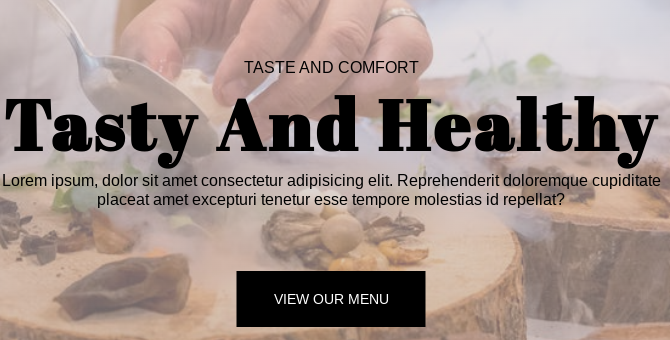 TASTE AND COMFORT
Tasty And Healthy
Lorem ipsum, dolor sit amet consectetur adipisicing elit. Reprehenderit doloremque cupiditate
placeat amet excepturi tenetur esse tempore molestias id repellat?
VIEW OUR MENU